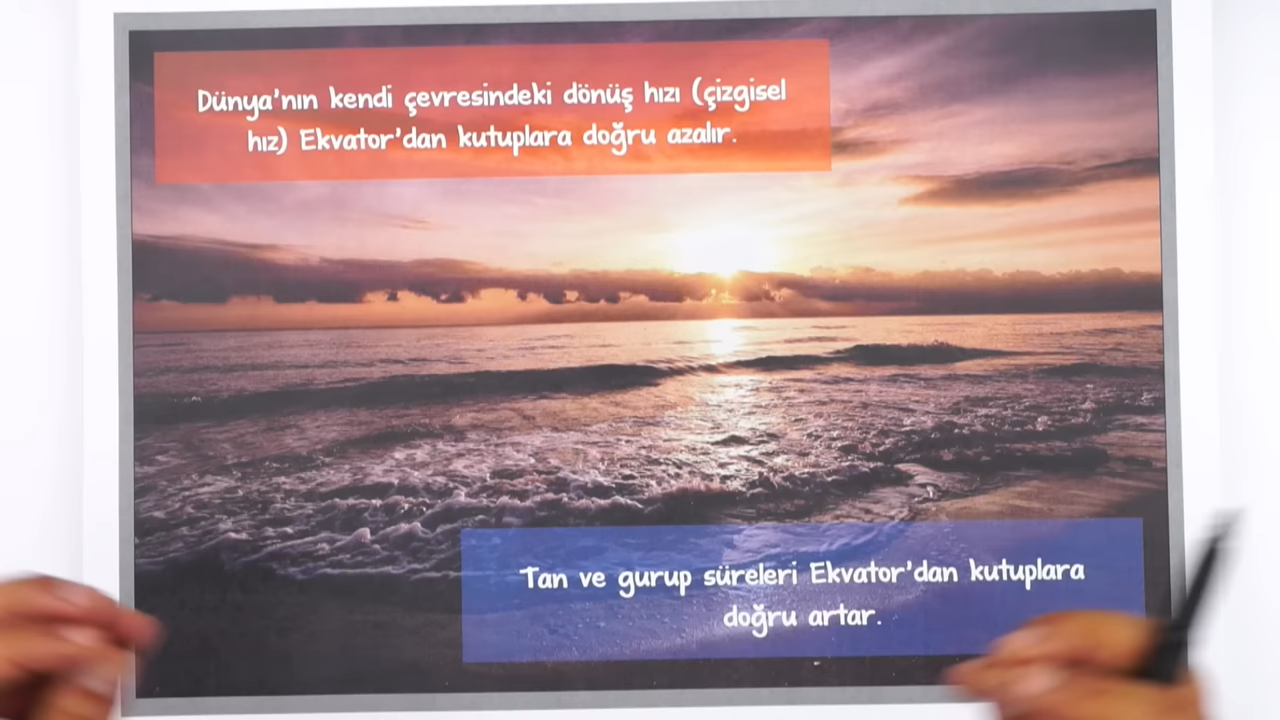 Dünya'nın kendi çevresindeki dönüş hızı (çizgisel
hız) Ekvator'dan kutuplara doğru azalır.
Tan ve gurup süreleri Ekvator'dan kutuplara
doğru artar.